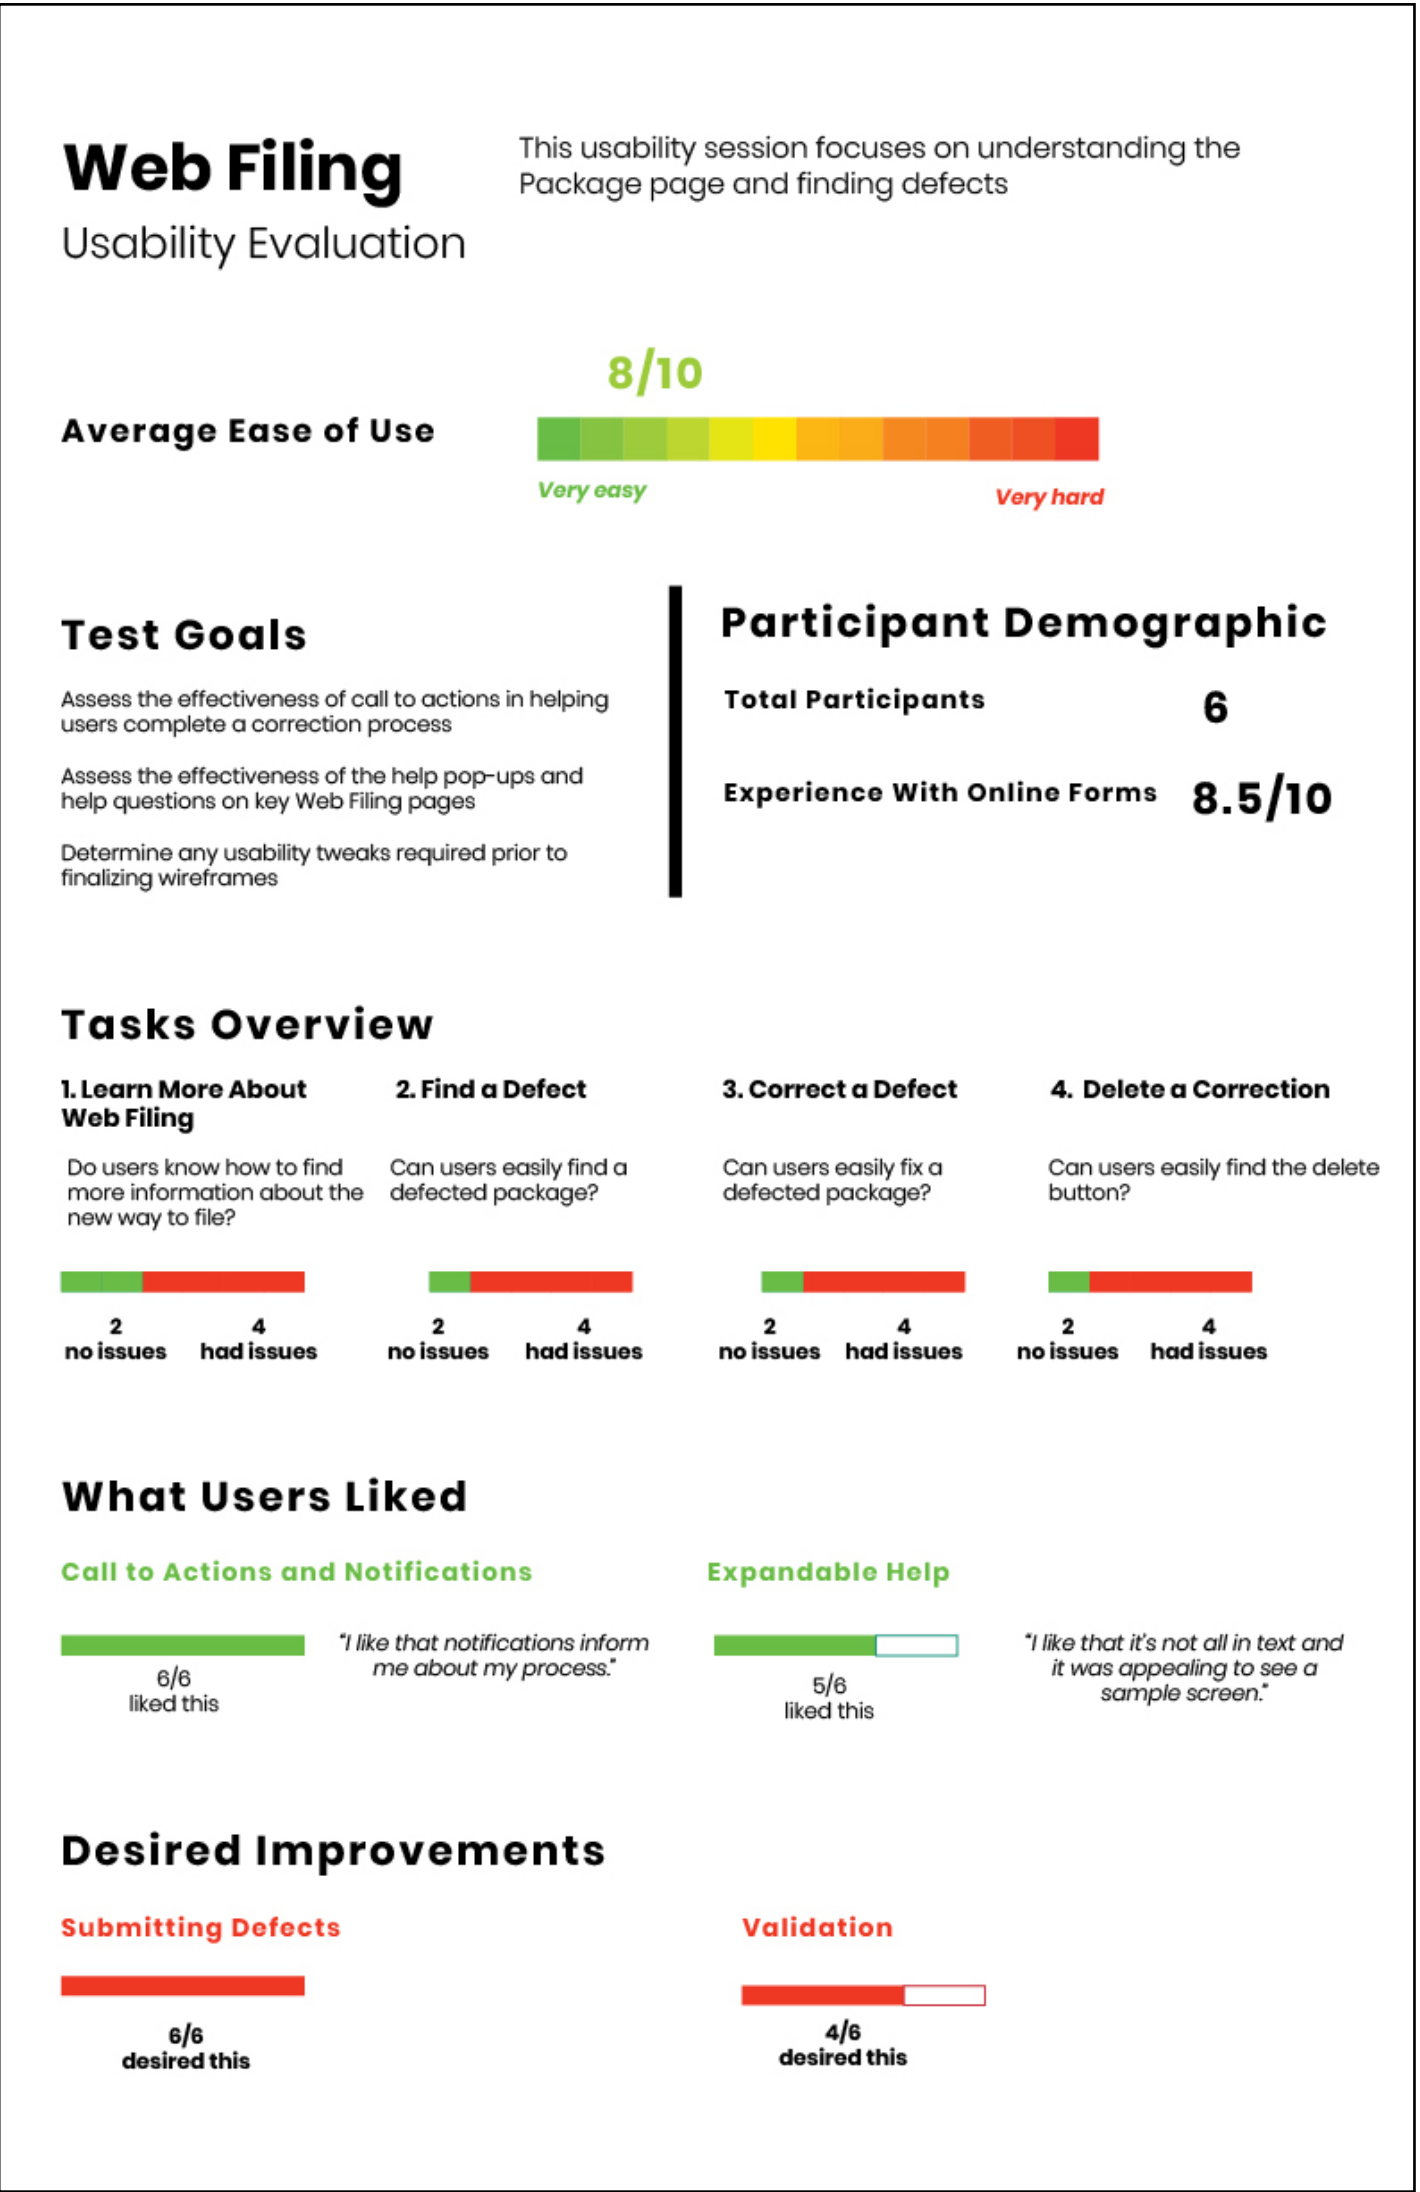 Web Filing
Usability Evaluation
This usability session focuses on understanding the
Package page and finding defects
8/10
Average Ease of Use
Very easy
Very hard
Test Goals
Assess the effectiveness of call to actions in helping
users complete a correction process
Assess the effectiveness of the help pop-ups and
help questions on key Web Filing pages
Determine any usability tweaks required prior to
finalizing wireframes
Participant Demographic
Total Participants
6
Experience With Online Forms
8.5/10
Tasks Overview
1. Learn More About
Web Filing
Do users know how to find
more information about the
new way to file?
2
no issues
4
had issues
2. Find a Defect
Can users easily find a
defected package?
2
no issues
4
had issues
3. Correct a Defect
Can users easily fix a
defected package?
2
no issues
4
had issues
4. Delete a Correction
Can users easily find the delete
button?
2
no issues
4
had issues
What Users Liked
Call to Actions and Notifications
6/6
liked this
"I like that notifications inform
me about my process."
Expandable Help
5/6
liked this
"I like that it's not all in text and
it was appealing to see a
sample screen."
Desired Improvements
Submitting Defects
6/6
desired this
Validation
4/6
desired this